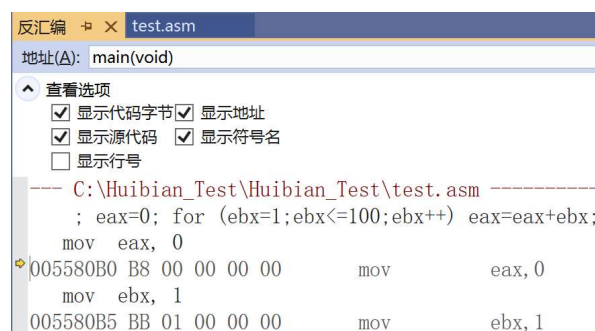 反汇编 test.asm
地址(A): main(void)
查看选项
显示代码字节 显示地址
显示源代码 显示符号名
显示行号
--- C:\Huibian_Test\Huibian_Test\test.asm ----------
; eax=0; for (ebx=1;ebx<=100;ebx++) eax=eax+ebx;
mov eax, 0
005580B0 B8 00 00 00 00 mov eax,0
mov ebx, 1
005580B5 BB 01 00 00 00 mov ebx,1